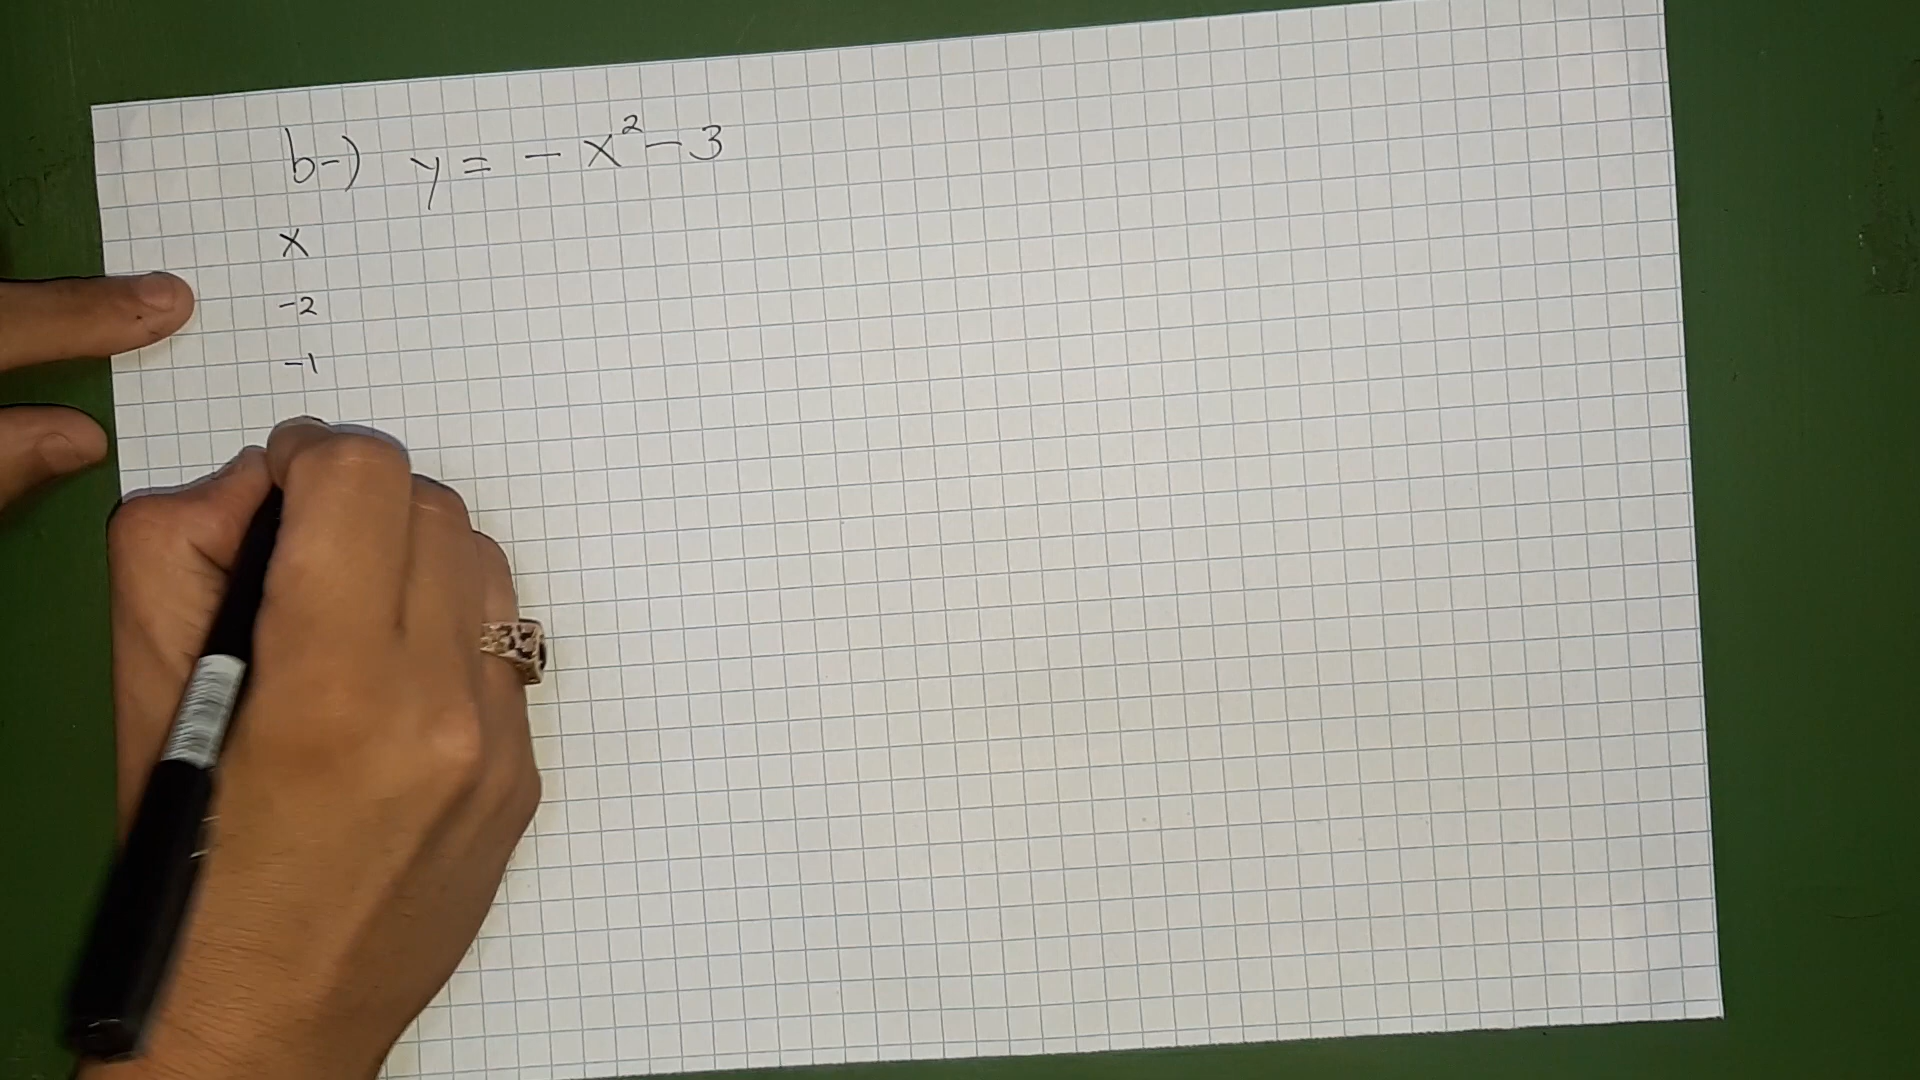 b-) y = - x² - 3
x
-2
-1